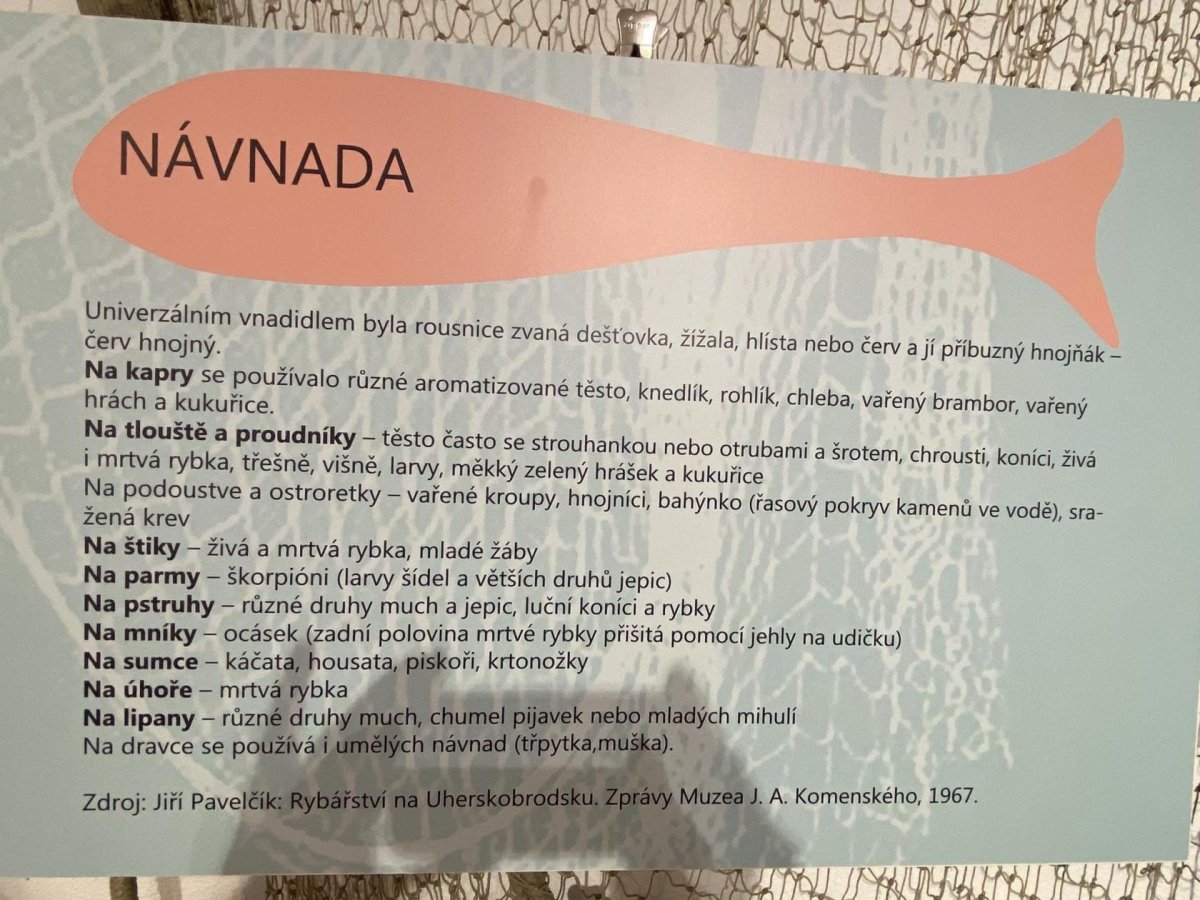 NÁVNADA
Univerzálním vnadidlem byla rousnice zvaná dešťovka, žížala, hlísta nebo červ a jí příbuzný hnojňák –
červ hnojný.
Na kapry se používalo různé aromatizované těsto, knedlík, rohlík, chleba, vařený brambor, vařený
hrách a kukuřice.
Na tlouště a proudníky – těsto často se strouhankou nebo otrubami a šrotem, chrousti, koníci, živá
i mrtvá rybka, třešně, višně, larvy, měkký zelený hrášek a kukuřice
Na podoustve a ostroretky – vařené kroupy, hnojníci, bahýnko (řasový pokryv kamenů ve vodě), sra-
žená krev
Na štiky – živá a mrtvá rybka, mladé žáby
Na parmy – škorpióni (larvy šídel a větších druhů jepic)
Na pstruhy – různé druhy much a jepic, luční koníci a rybky
Na mníky – ocásek (zadní polovina mrtvé rybky přišitá pomocí jehly na udičku)
Na sumce – káčata, housata, piskoři, krtonožky
Na úhoře – mrtvá rybka
Na lipany – různé druhy much, chumel pijavek nebo mladých mihulí
Na dravce se používá i umělých návnad (třpytka,muška).
Zdroj: Jiří Pavelčík: Rybářství na Uherskobrodsku. Zprávy Muzea J. A. Komenského, 1967.